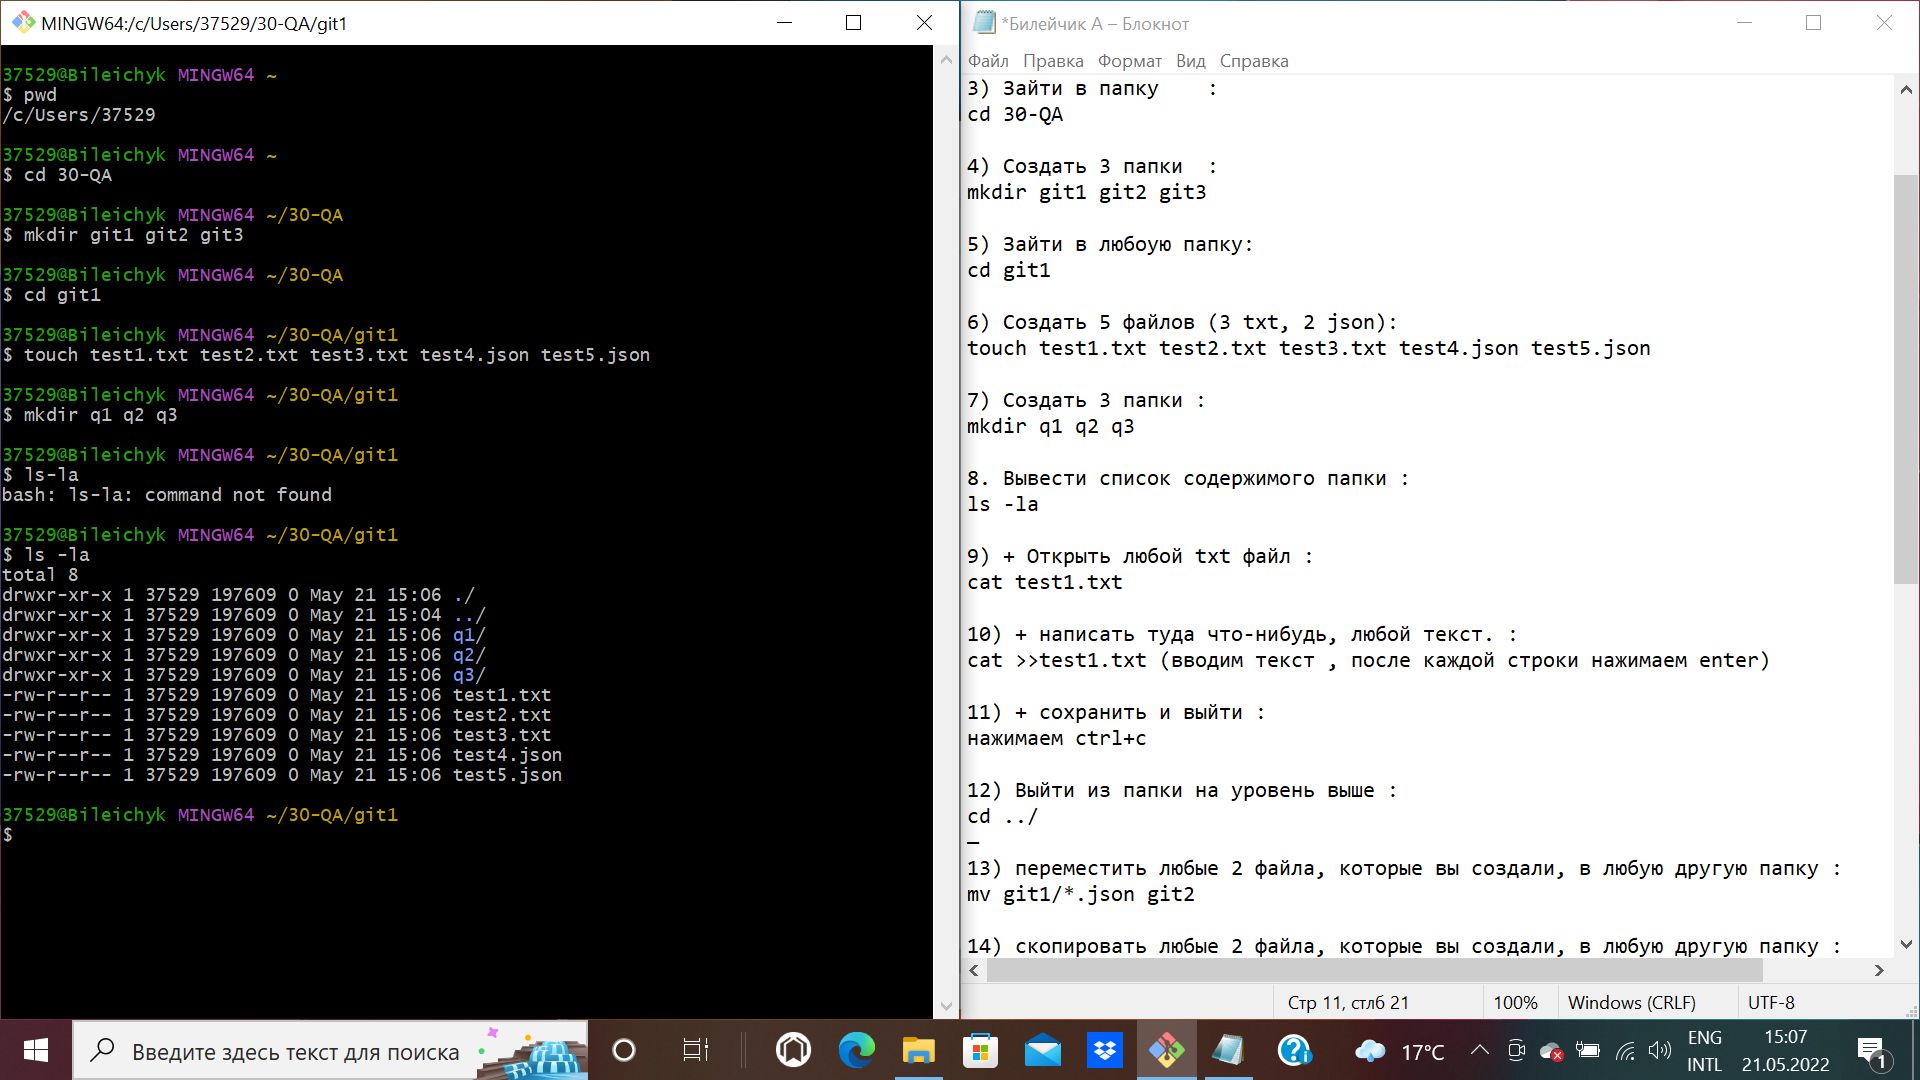 MINGW64:/c/Users/37529/30-QA/git1
37529@Bileichyk MINGW64 ~
$ pwd
/c/Users/37529
37529@Bileichyk MINGW64 ~
$ cd 30-QA
37529@Bileichyk MINGW64 ~/30-QA
$ mkdir git1 git2 git3
37529@Bileichyk MINGW64 ~/30-QA
$ cd git1
37529@Bileichyk MINGW64 ~/30-QA/git1
$ touch test1.txt test2.txt test3.txt test4.json test5.json
37529@Bileichyk MINGW64 ~/30-QA/git1
$ mkdir q1 q2 q3
37529@Bileichyk MINGW64 ~/30-QA/git1
$ ls-la
bash: ls-la: command not found
37529@Bileichyk MINGW64 ~/30-QA/git1
$ ls -la
total 8
drwxr-xr-x 1 37529 197609 0 May 21 15:06 ./
drwxr-xr-x 1 37529 197609 0 May 21 15:04 ../
drwxr-xr-x 1 37529 197609 0 May 21 15:06 q1/
drwxr-xr-x 1 37529 197609 0 May 21 15:06 q2/
drwxr-xr-x 1 37529 197609 0 May 21 15:06 q3/
-rw-r--r-- 1 37529 197609 0 May 21 15:06 test1.txt
-rw-r--r-- 1 37529 197609 0 May 21 15:06 test2.txt
-rw-r--r-- 1 37529 197609 0 May 21 15:06 test3.txt
-rw-r--r-- 1 37529 197609 0 May 21 15:06 test4.json
-rw-r--r-- 1 37529 197609 0 May 21 15:06 test5.json
37529@Bileichyk MINGW64 ~/30-QA/git1
$
*Билейчик А – Блокнот
Файл Правка Формат Вид Справка
3) Зайти в папку    :
cd 30-QA
4) Создать 3 папки  :
mkdir git1 git2 git3
5) Зайти в любоую папку:
cd git1
6) Создать 5 файлов (3 txt, 2 json):
touch test1.txt test2.txt test3.txt test4.json test5.json
7) Создать 3 папки :
mkdir q1 q2 q3
8. Вывести список содержимого папки :
ls -la
9) + Открыть любой txt файл :
cat test1.txt
10) + написать туда что-нибудь, любой текст. :
cat >>test1.txt (вводим текст , после каждой строки нажимаем enter)
11) + сохранить и выйти :
нажимаем ctrl+c
12) Выйти из папки на уровень выше :
cd ../
—
13) переместить любые 2 файла, которые вы создали, в любую другую папку :
mv git1/*.json git2
14) скопировать любые 2 файла, которые вы создали, в любую другую папку :
Стр 11, стлб 21
100%
Windows (CRLF)
UTF-8
Введите здесь текст для поиска
17°C
ENG
INTL
15:07
21.05.2022
1